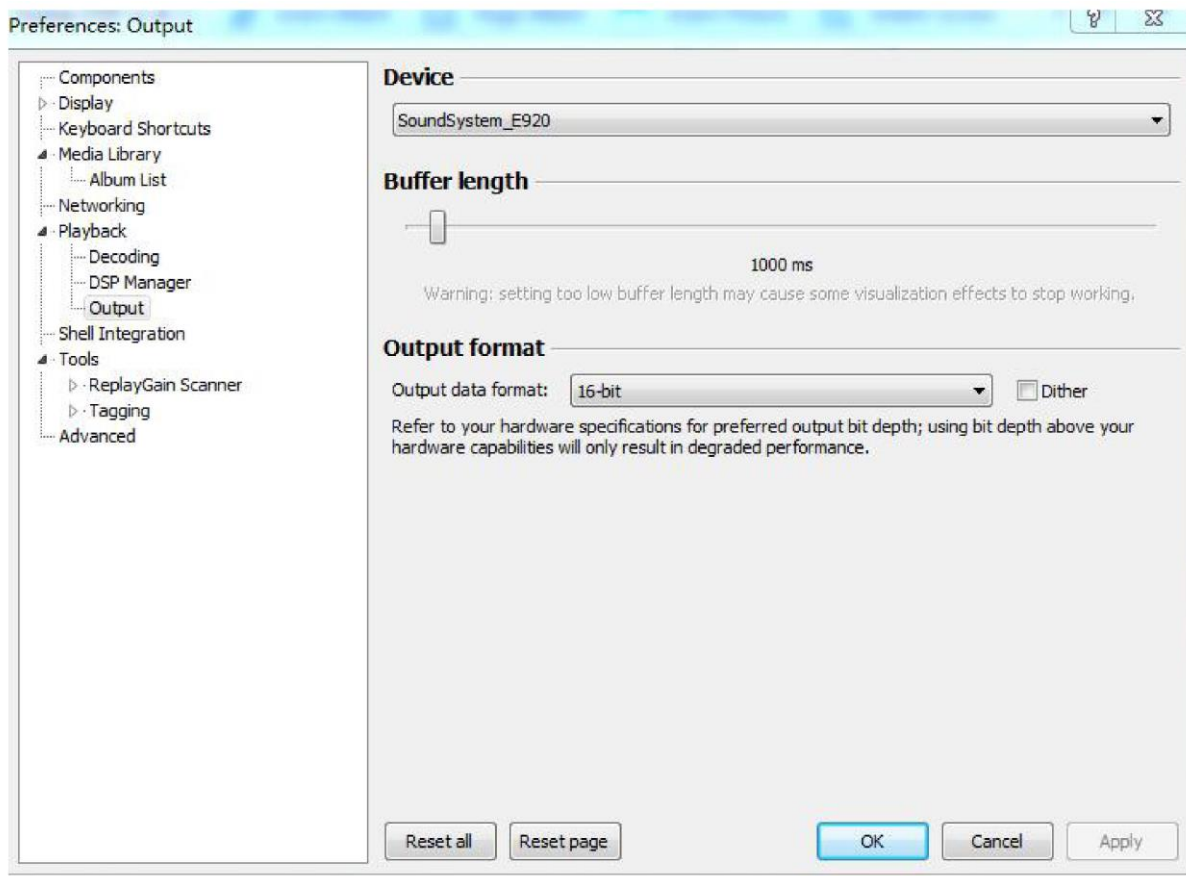 Preferences: Output
Components
Display
Keyboard Shortcuts
Media Library
Album List
Networking
Playback
Decoding
DSP Manager
Output
Shell Integration
Tools
ReplayGain Scanner
Tagging
Advanced
Device
SoundSystem_E920
Buffer length
1000 ms
Warning: setting too low buffer length may cause some visualization effects to stop working.
Output format
Output data format: 16-bit Dither
Refer to your hardware specifications for preferred output bit depth; using bit depth above your
hardware capabilities will only result in degraded performance.
Reset all Reset page OK Cancel Apply